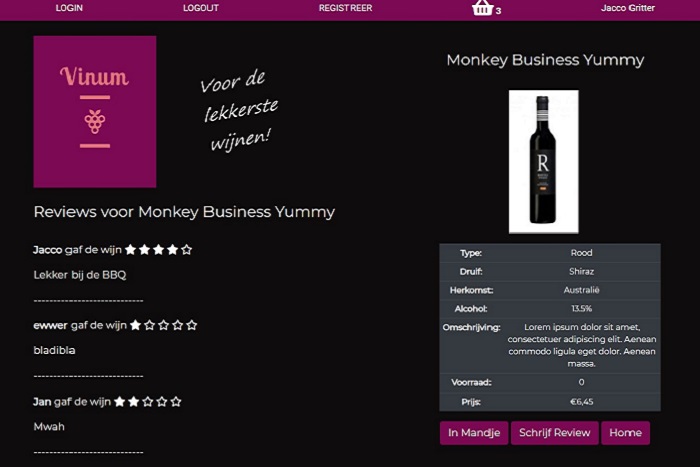 LOGIN LOGOUT REGISTREER 3 Jacco Gritter
Vinum
Voor de
lekkerste
wijnen!
Reviews voor Monkey Business Yummy
Jacco gaf de wijn
Lekker bij de BBQ
----------------------------
ewwer gaf de wijn
bladibla
----------------------------
Jan gaf de wijn
Mwah
----------------------------
Monkey Business Yummy
R
Type: Rood
Druif: Shiraz
Herkomst: Australië
Alcohol: 13.5%
Omschrijving: Lorem ipsum dolor sit amet,
consectetuer adipiscing elit. Aenean
commodo ligula eget dolor. Aenean
massa.
Voorraad: 0
Prijs: €6,45
In Mandje Schrijf Review Home